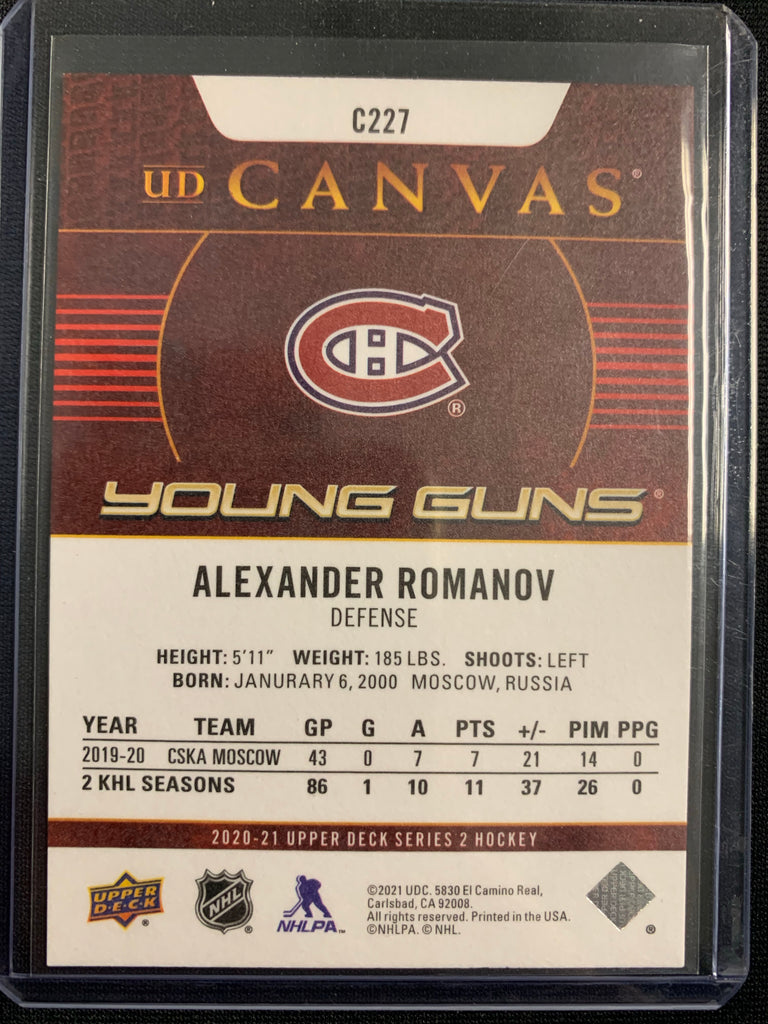 C227
UD CANVAS®
®
YOUNG GUNS®
ALEXANDER ROMANOV
DEFENSE
HEIGHT: 5'11" WEIGHT: 185 LBS. SHOOTS: LEFT
BORN: JANURARY 6, 2000 MOSCOW, RUSSIA
YEAR TEAM GP G A PTS +/- PIM PPG
2019-20 CSKA MOSCOW 43 0 7 7 21 14 0
2 KHL SEASONS 86 1 10 11 37 26 0
2020-21 UPPER DECK SERIES 2 HOCKEY
UPPER DECK®
NHL®
NHLPA™
©2021 UDC. 5830 El Camino Real,
Carlsbad, CA 92008.
All rights reserved. Printed in the USA.
©NHLPA. © NHL.
®